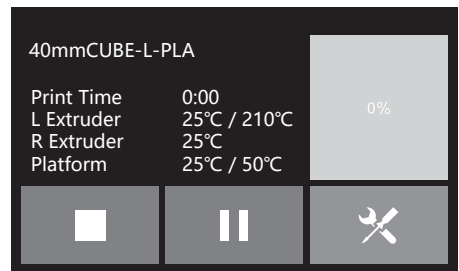 40mmCUBE-L-PLA
Print Time 0:00
L Extruder 25℃ / 210℃
R Extruder 25℃
Platform 25℃ / 50℃
0%